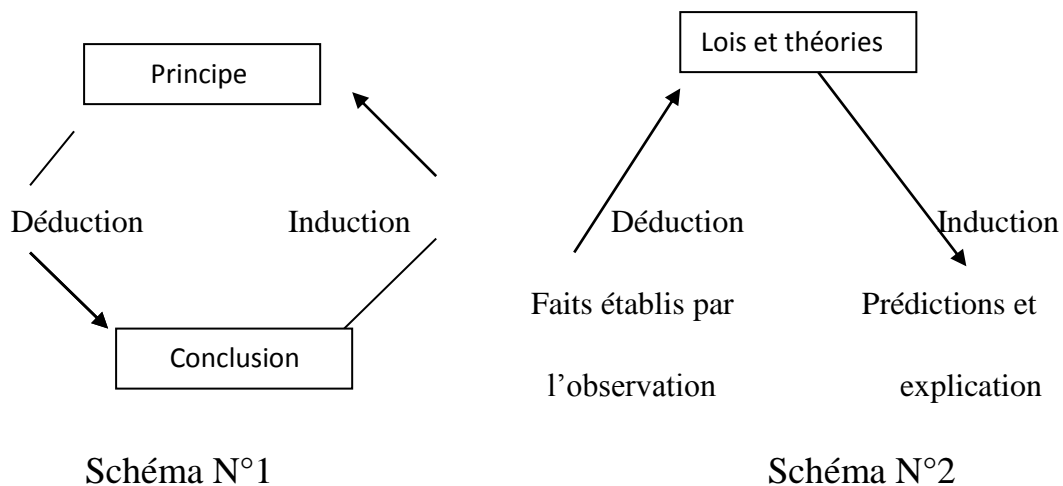 Principe
Déduction Induction
Conclusion
Schéma N°1
Lois et théories
Déduction Induction
Faits établis par Prédictions et
l’observation explication
Schéma N°2